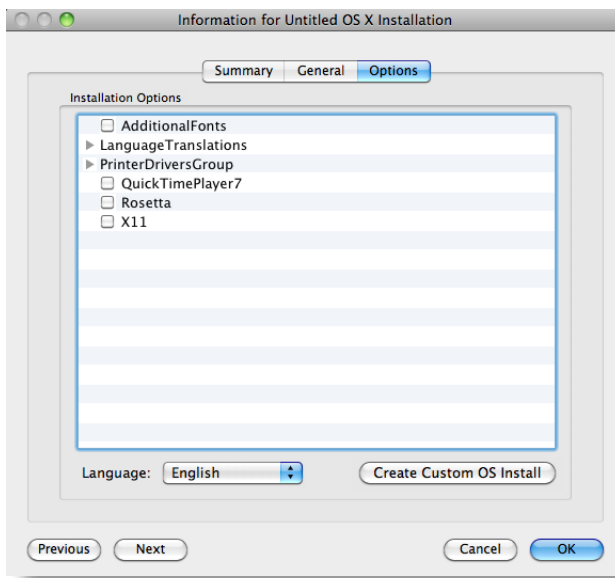 Information for Untitled OS X Installation
Summary General Options
Installation Options
AdditionalFonts
LanguageTranslations
PrinterDriversGroup
QuickTimePlayer7
Rosetta
X11
Language: English Create Custom OS Install
Previous Next Cancel OK